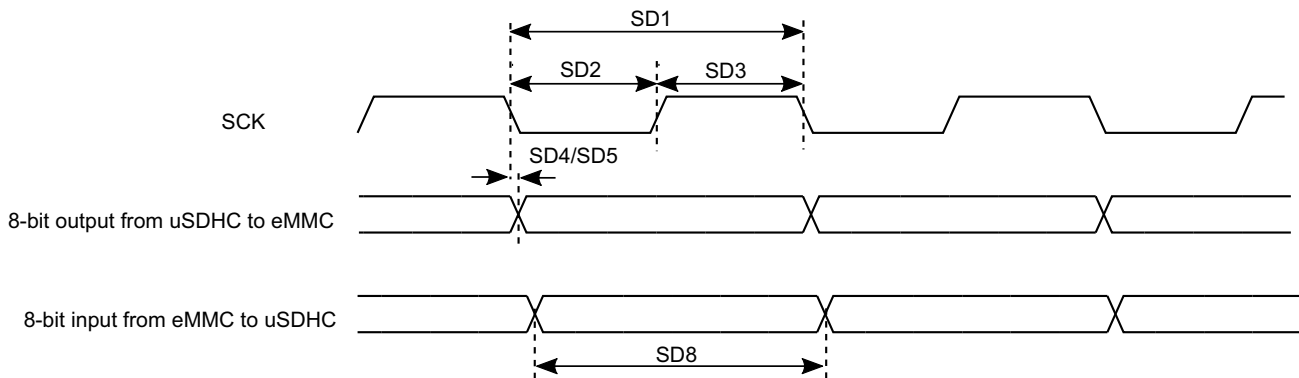 SD1
SD2
SD3
SCK
SD4/SD5
8-bit output from uSDHC to eMMC
8-bit input from eMMC to uSDHC
SD8